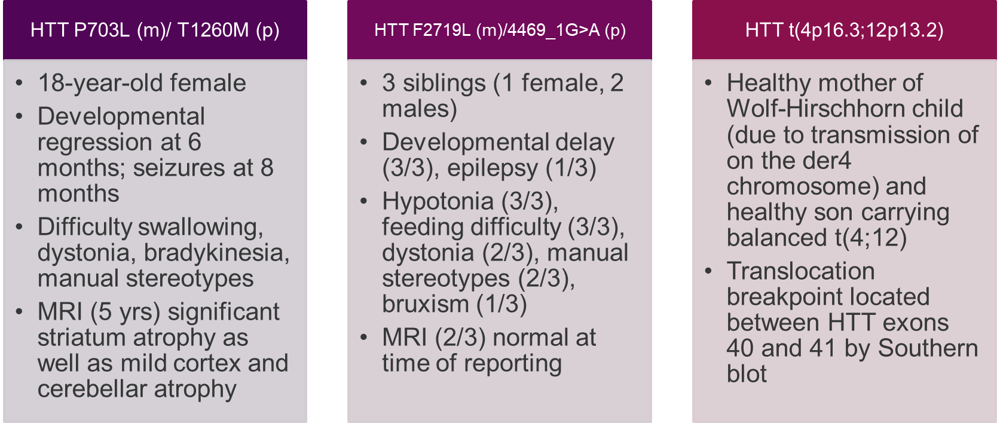 HTT P703L (m)/ T1260M (p)
• 18-year-old female
• Developmental
regression at 6
months; seizures at 8
months
• Difficulty swallowing,
dystonia, bradykinesia,
manual stereotypes
• MRI (5 yrs) significant
striatum atrophy as
well as mild cortex and
cerebellar atrophy
HTT F2719L (m)/4469_1G>A (p)
• 3 siblings (1 female, 2
males)
• Developmental delay
(3/3), epilepsy (1/3)
• Hypotonia (3/3),
feeding difficulty (3/3),
dystonia (2/3), manual
stereotypes (2/3),
bruxism (1/3)
• MRI (2/3) normal at
time of reporting
HTT t(4p16.3;12p13.2)
• Healthy mother of
Wolf-Hirschhorn child
(due to transmission of
on the der4
chromosome) and
healthy son carrying
balanced t(4;12)
• Translocation
breakpoint located
between HTT exons
40 and 41 by Southern
blot